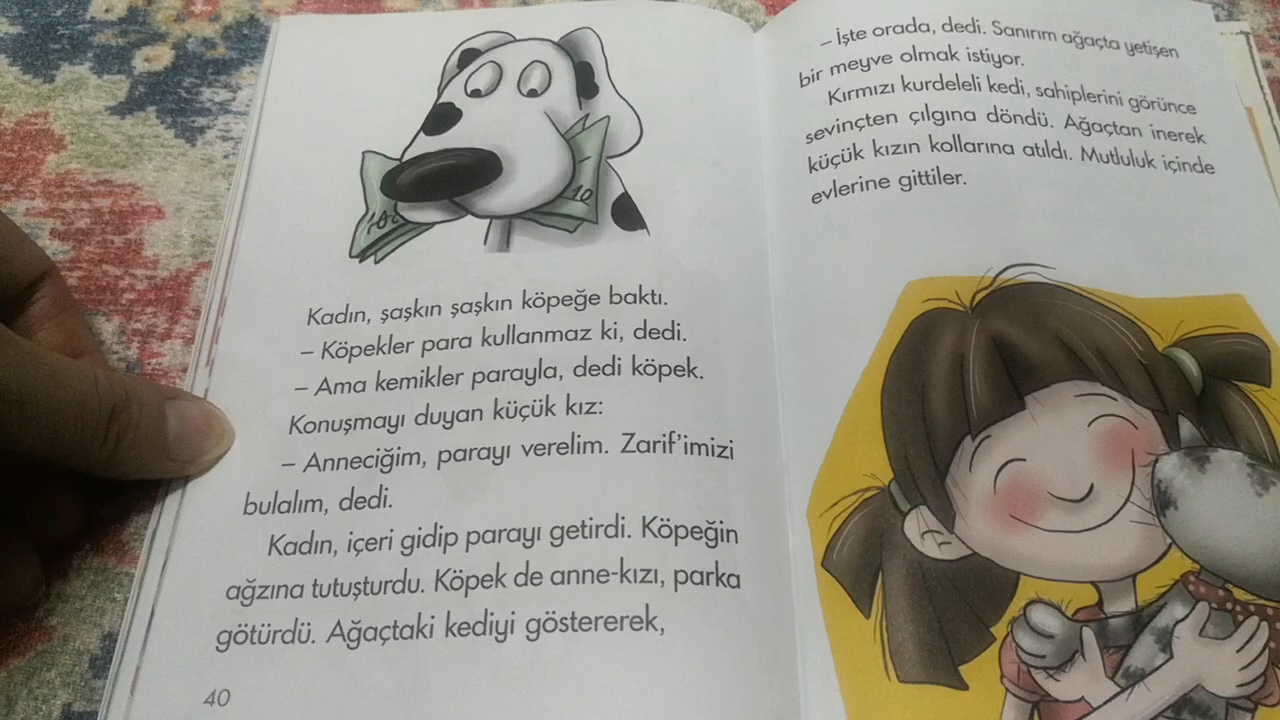 Kadın, şaşkın şaşkın köpeğe baktı.
– Köpekler para kullanmaz ki, dedi.
– Ama kemikler parayla, dedi köpek.
Konuşmayı duyan küçük kız:
– Anneciğim, parayı verelim. Zarif'imizi
bulalım, dedi.
Kadın, içeri gidip parayı getirdi. Köpeğin
ağzına tutuşturdu. Köpek de anne-kızı, parka
götürdü. Ağaçtaki kediyi göstererek,
40
– İşte orada, dedi. Sanırım ağaçta yetişen
bir meyve olmak istiyor.
Kırmızı kurdeleli kedi, sahiplerini görünce
sevinçten çılgına döndü. Ağaçtan inerek
küçük kızın kollarına atıldı. Mutluluk içinde
evlerine gittiler.
10